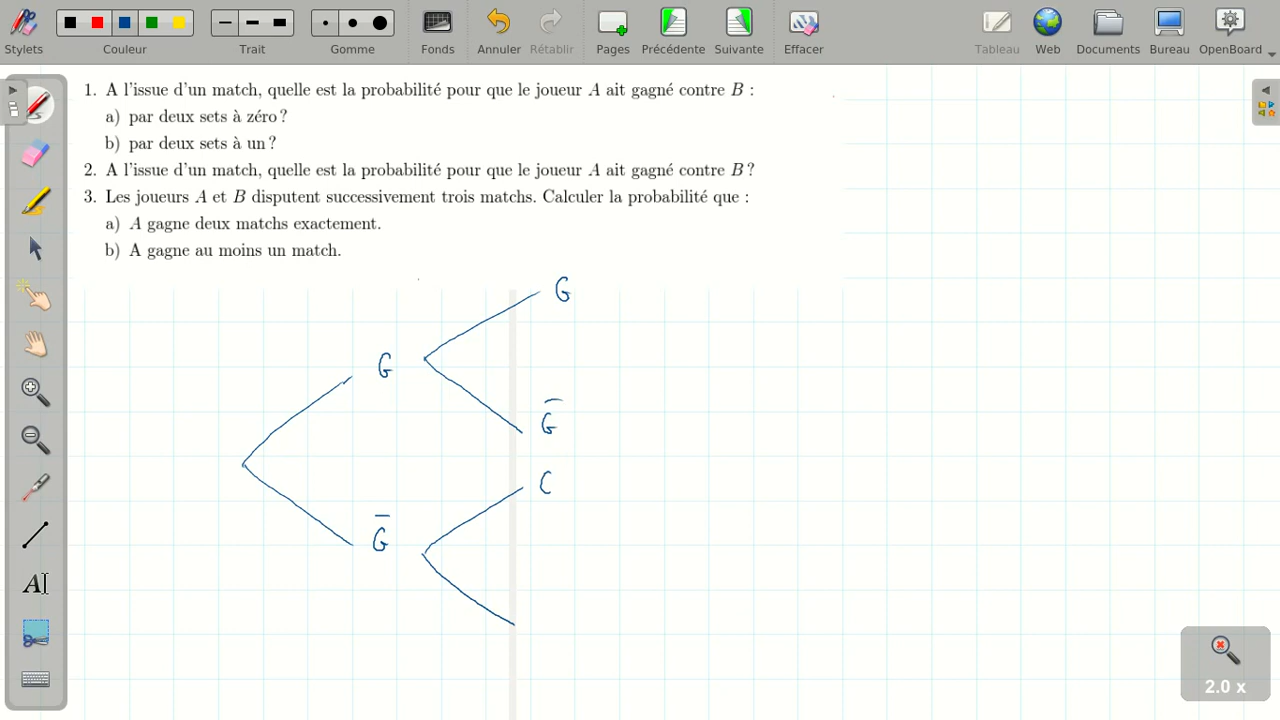 Stylets Couleur Trait Gomme Fonds Annuler Rétablir Pages Précédente Suivante Effacer Tableau Web Documents Bureau OpenBoard
1. A l'issue d'un match, quelle est la probabilité pour que le joueur A ait gagné contre B :
a) par deux sets à zéro ?
b) par deux sets à un ?
2. A l'issue d'un match, quelle est la probabilité pour que le joueur A ait gagné contre B ?
3. Les joueurs A et B disputent successivement trois matchs. Calculer la probabilité que :
a) A gagne deux matchs exactement.
b) A gagne au moins un match.
G
G
G̅
C
G̅
A
2.0 x